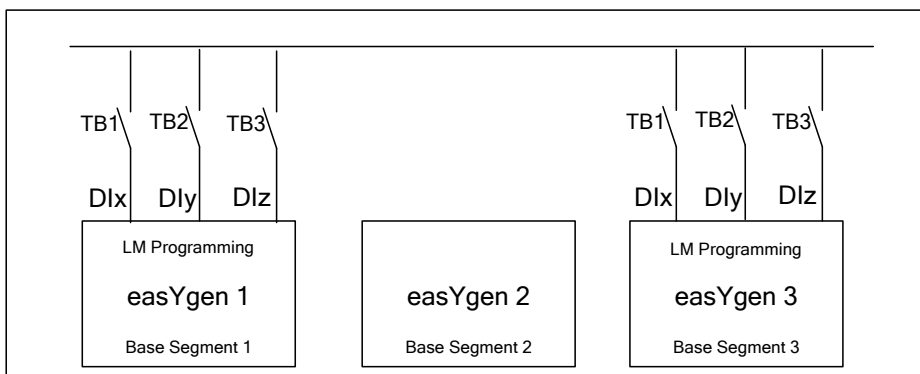 TB1 TB2 TB3 TB1 TB2 TB3
DIx DIy DIz DIx DIy DIz
LM Programming LM Programming
easYgen 1 easYgen 2 easYgen 3
Base Segment 1 Base Segment 2 Base Segment 3